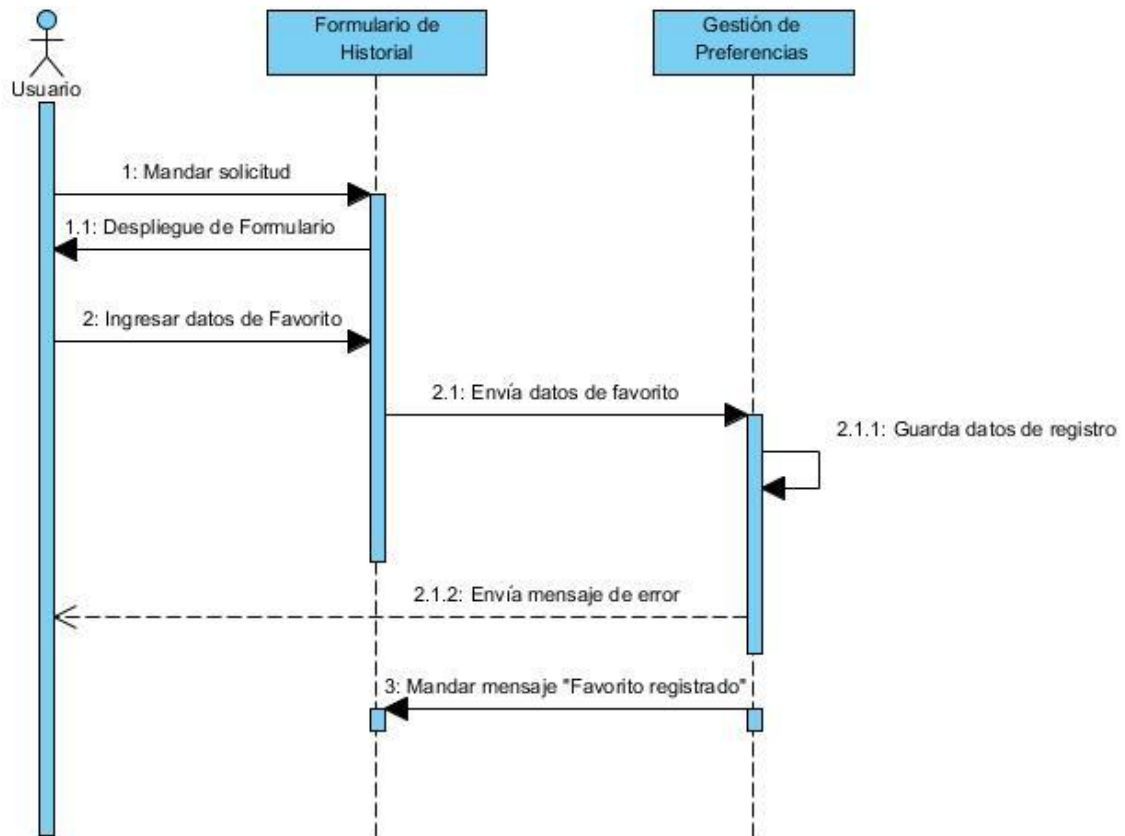 Formulario de
Historial
Gestión de
Preferencias
Usuario
1: Mandar solicitud
1.1: Despliegue de Formulario
2: Ingresar datos de Favorito
2.1: Envía datos de favorito
2.1.1: Guarda datos de registro
2.1.2: Envía mensaje de error
3: Mandar mensaje "Favorito registrado"